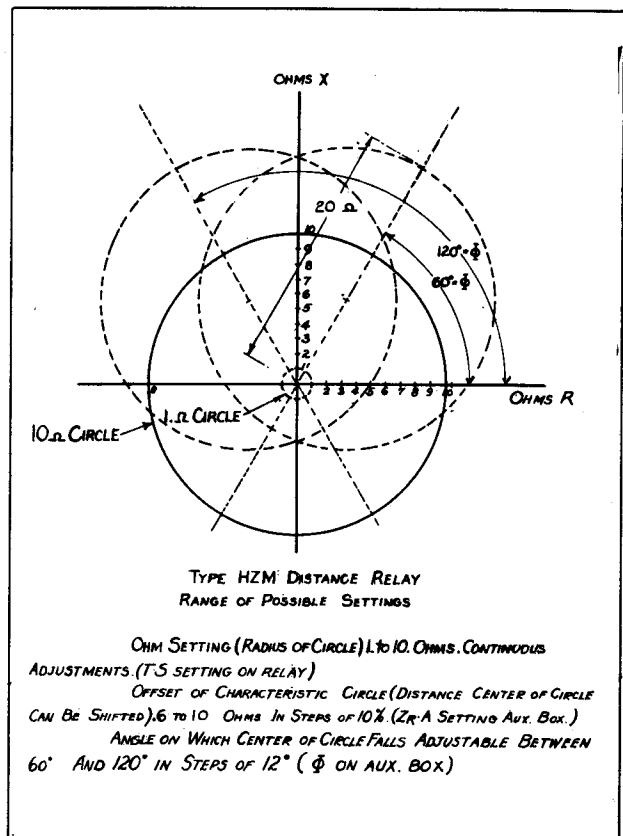 OHMS X
20 Ω
10
9
8
7
6
5
4
3
2
120°=Φ
60°=Φ
2 3 4 5 6 7 8 9 10
OHMS R
1.Ω CIRCLE
10Ω CIRCLE
TYPE HZM DISTANCE RELAY
RANGE OF POSSIBLE SETTINGS
OHM SETTING (RADIUS OF CIRCLE) 1. TO 10. OHMS. CONTINUOUS
ADJUSTMENTS. (T-S SETTING ON RELAY)
OFFSET OF CHARACTERISTIC CIRCLE (DISTANCE CENTER OF CIRCLE
CAN BE SHIFTED) .6 TO 10 OHMS IN STEPS OF 10%. (ZR-A SETTING AUX. BOX.)
ANGLE ON WHICH CENTER OF CIRCLE FALLS ADJUSTABLE BETWEEN
60° AND 120° IN STEPS OF 12° (Φ ON AUX. BOX)